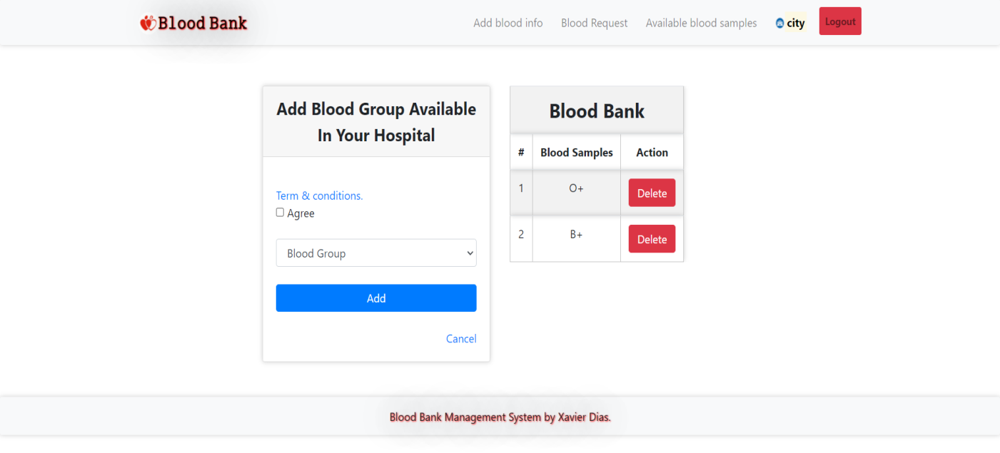 Blood Bank
Add blood info
Blood Request
Available blood samples
city
Logout
Add Blood Group Available
In Your Hospital
Term & conditions.
Agree
Blood Group
Add
Cancel
Blood Bank
# Blood Samples Action
1 O+ Delete
2 B+ Delete
Blood Bank Management System by Xavier Dias.